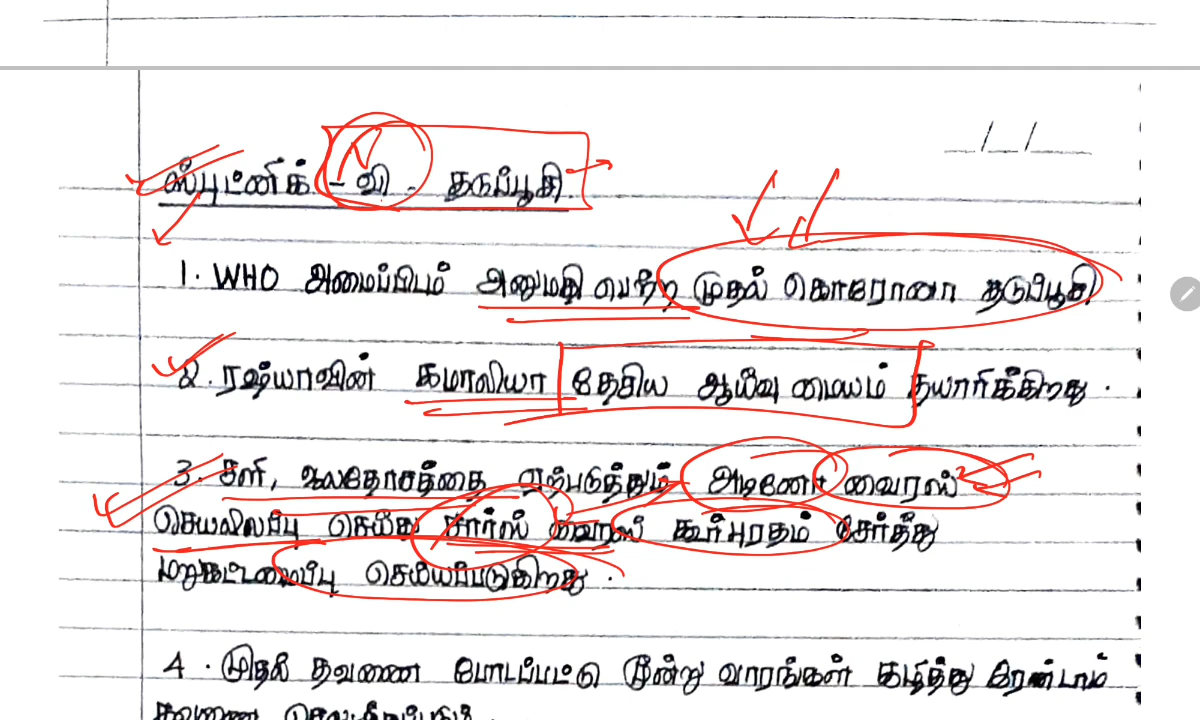 ஸ்புட்னிக் - வி - தடுப்பூசி.
1. WHO அமைப்பிடம் அனுமதி பெற்ற முதல் கொரோனா தடுப்பூசி
2. ரஷ்யாவின் கமாலியா தேசிய ஆய்வு மையம் தயாரிக்கிறது.
3. சளி, ஜலதோசத்தை ஏற்படுத்தும் அடினோ வைரஸ்
செயலிலப்பு செய்து சார்ஸ் வைரஸ் கூர்புரதம் சேர்த்து
மறுகட்டமைப்பு செய்யப்படுகிறது.
4. முதல் தவணை போடப்பட்டு மூன்று வாரங்கள் கழித்து இரண்டாம்
தவணை